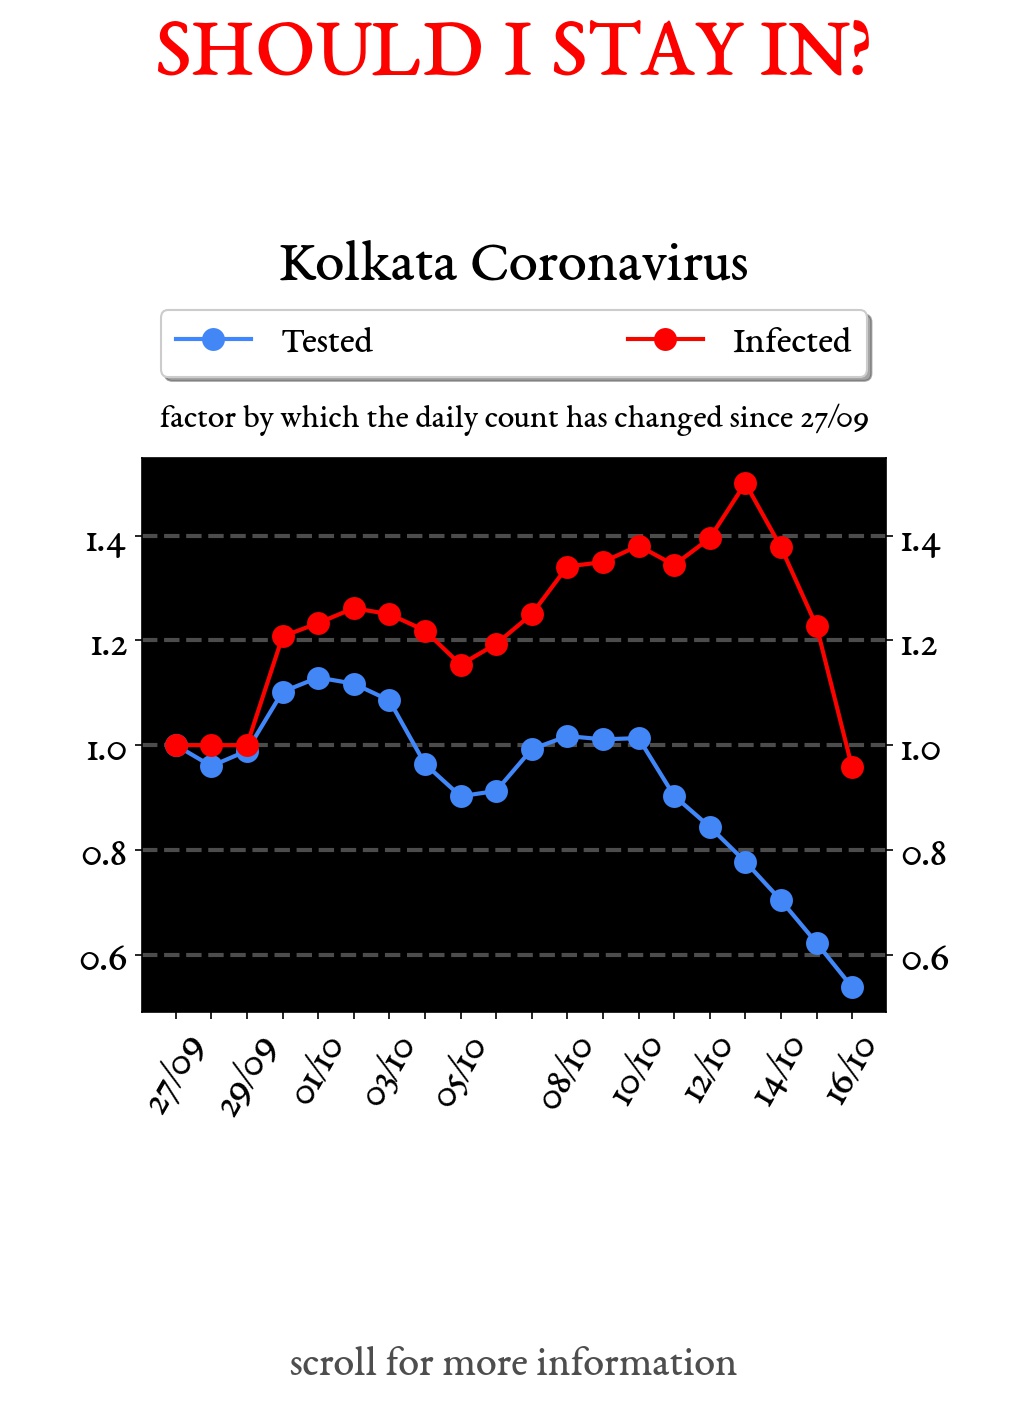 SHOULD I STAY IN?
Kolkata Coronavirus
Tested Infected
factor by which the daily count has changed since 27/09
1.4 1.4
1.2 1.2
1.0 1.0
0.8 0.8
0.6 0.6
27/09 29/09 01/10 03/10 05/10 08/10 10/10 12/10 14/10 16/10
scroll for more information